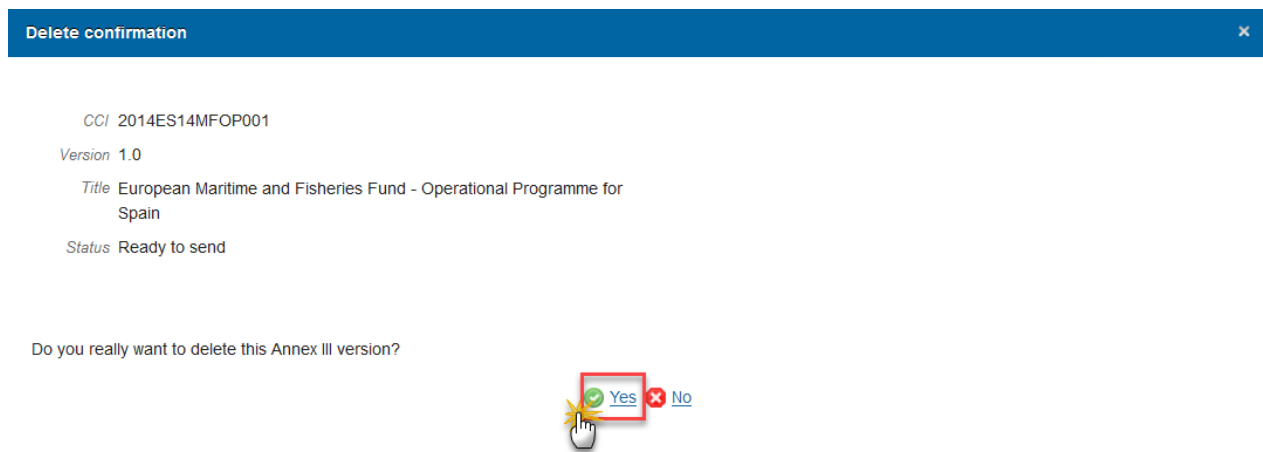 Delete confirmation
CCI 2014ES14MFOP001
Version 1.0
Title European Maritime and Fisheries Fund - Operational Programme for
Spain
Status Ready to send
Do you really want to delete this Annex III version?
Yes No